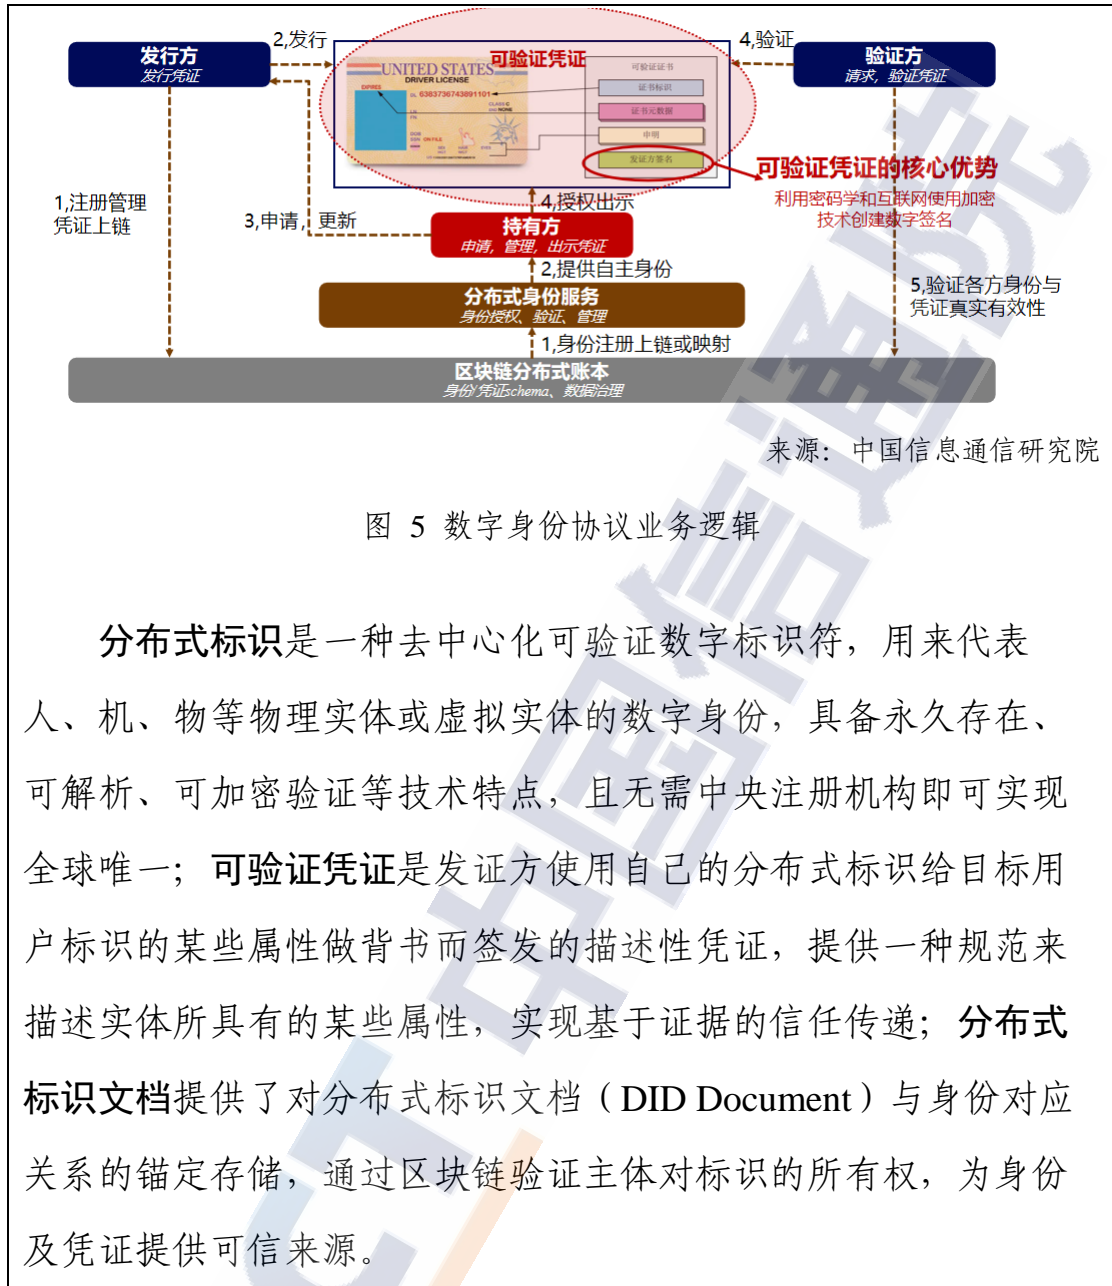 发行方
发行凭证
2,发行
可验证凭证
4,验证
验证方
请求，验证凭证
UNITED STATES
DRIVER LICENSE
EXPIRES
DL 6383736743891101
CLASS C
END NONE
LN
FN
DOB
SSN ON FILE
可验证证书
证书标识
证书元数据
申明
发证方签名
可验证凭证的核心优势
利用密码学和互联网使用加密
技术创建数字签名
1,注册管理
凭证上链
3,申请，更新
4,授权出示
持有方
申请，管理，出示凭证
2,提供自主身份
分布式身份服务
身份授权、验证、管理
5,验证各方身份与
凭证真实有效性
1,身份注册上链或映射
区块链分布式账本
身份/凭证schema、数据治理
来源：中国信息通信研究院
图 5 数字身份协议业务逻辑
分布式标识是一种去中心化可验证数字标识符，用来代表
人、机、物等物理实体或虚拟实体的数字身份，具备永久存在、
可解析、可加密验证等技术特点，且无需中央注册机构即可实现
全球唯一；可验证凭证是发证方使用自己的分布式标识给目标用
户标识的某些属性做背书而签发的描述性凭证，提供一种规范来
描述实体所具有的某些属性，实现基于证据的信任传递；分布式
标识文档提供了对分布式标识文档（DID Document）与身份对应
关系的锚定存储，通过区块链验证主体对标识的所有权，为身份
及凭证提供可信来源。
中国信通院